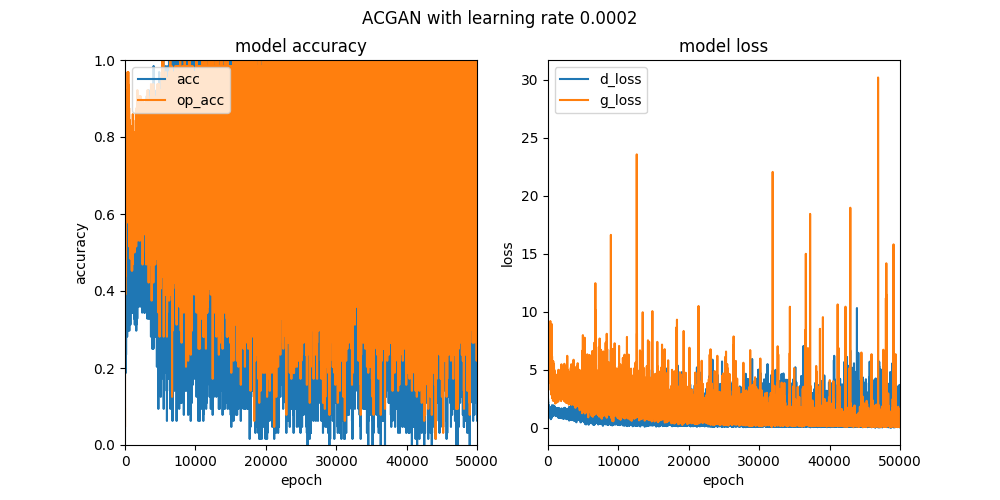 ACGAN with learning rate 0.0002
model accuracy
acc
op_acc
accuracy
1.0
0.8
0.6
0.4
0.2
0.0
0 10000 20000 30000 40000 50000
epoch
model loss
d_loss
g_loss
loss
30
25
20
15
10
5
0
0 10000 20000 30000 40000 50000
epoch